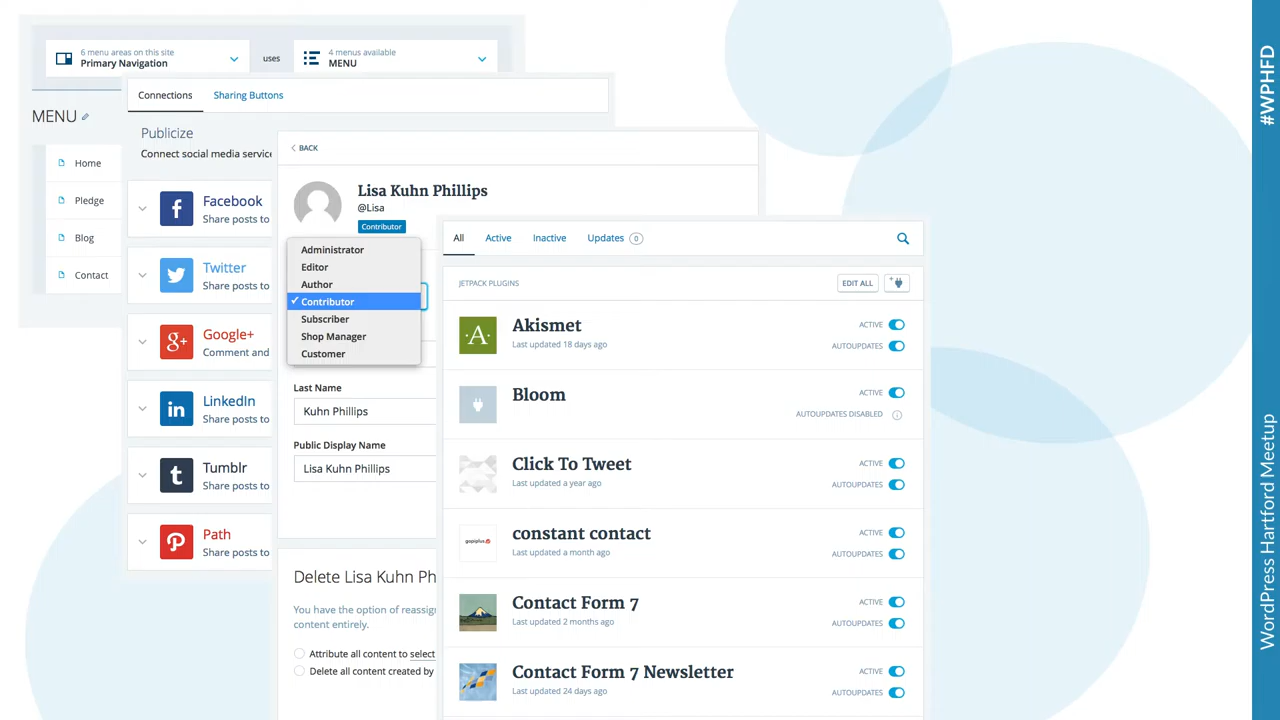 6 menu areas on this site
Primary Navigation
uses
4 menus available
MENU
MENU
Home
Pledge
Blog
Contact
Connections
Sharing Buttons
Publicize
Connect social media service
Facebook
Share posts to
Twitter
Share posts to
Google+
Comment and
LinkedIn
Share posts to
Tumblr
Share posts to
Path
Share posts to
BACK
Lisa Kuhn Phillips
@Lisa
Contributor
Administrator
Editor
Author
✓ Contributor
Subscriber
Shop Manager
Customer
Last Name
Kuhn Phillips
Public Display Name
Lisa Kuhn Phillips
Delete Lisa Kuhn Ph
You have the option of reassig
content entirely.
Attribute all content to select
Delete all content created by
All
Active
Inactive
Updates 0
JETPACK PLUGINS
EDIT ALL
A
Akismet
Last updated 18 days ago
ACTIVE
AUTOUPDATES
Bloom
ACTIVE
AUTOUPDATES DISABLED
Click To Tweet
Last updated a year ago
ACTIVE
AUTOUPDATES
gopiplus
constant contact
Last updated a month ago
ACTIVE
AUTOUPDATES
Contact Form 7
Last updated 2 months ago
ACTIVE
AUTOUPDATES
Contact Form 7 Newsletter
Last updated 24 days ago
ACTIVE
AUTOUPDATES
#WPHFD
WordPress Hartford Meetup